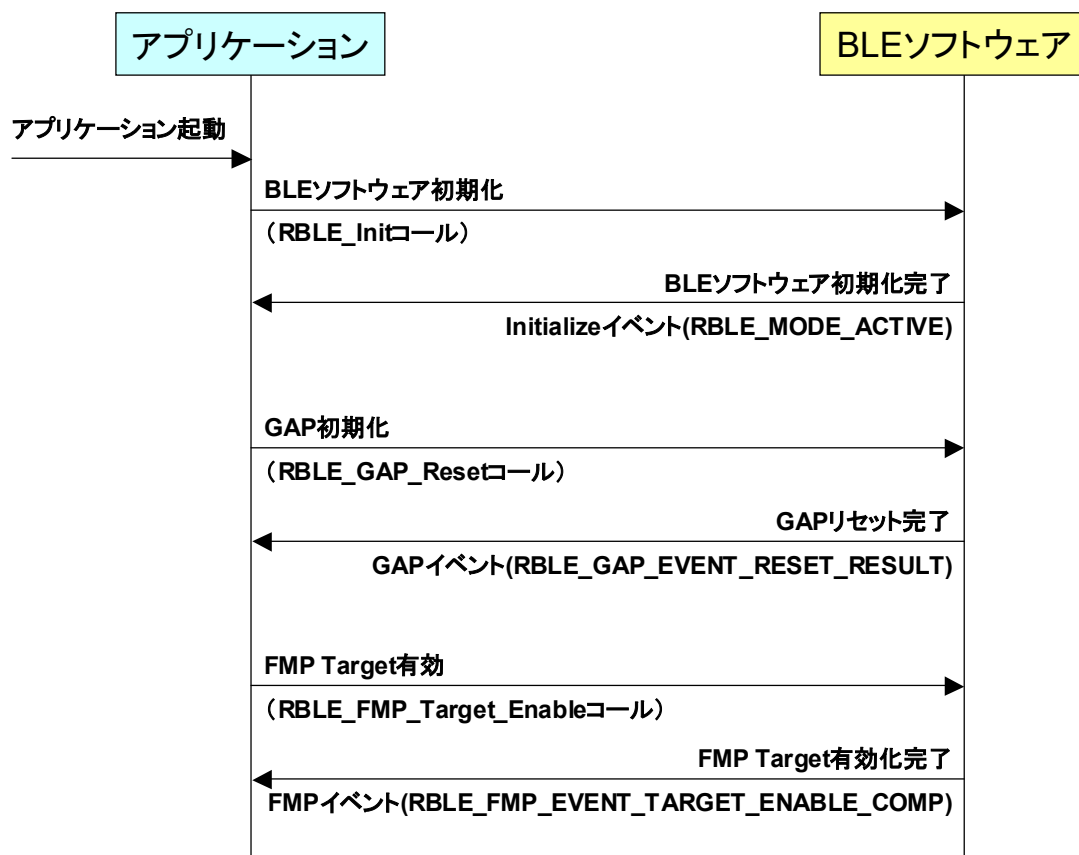 アプリケーション
BLEソフトウェア
アプリケーション起動
BLEソフトウェア初期化
（RBLE_Initコール）
BLEソフトウェア初期化完了
Initializeイベント(RBLE_MODE_ACTIVE)
GAP初期化
（RBLE_GAP_Resetコール）
GAPリセット完了
GAPイベント(RBLE_GAP_EVENT_RESET_RESULT)
FMP Target有効
（RBLE_FMP_Target_Enableコール）
FMP Target有効化完了
FMPイベント(RBLE_FMP_EVENT_TARGET_ENABLE_COMP)